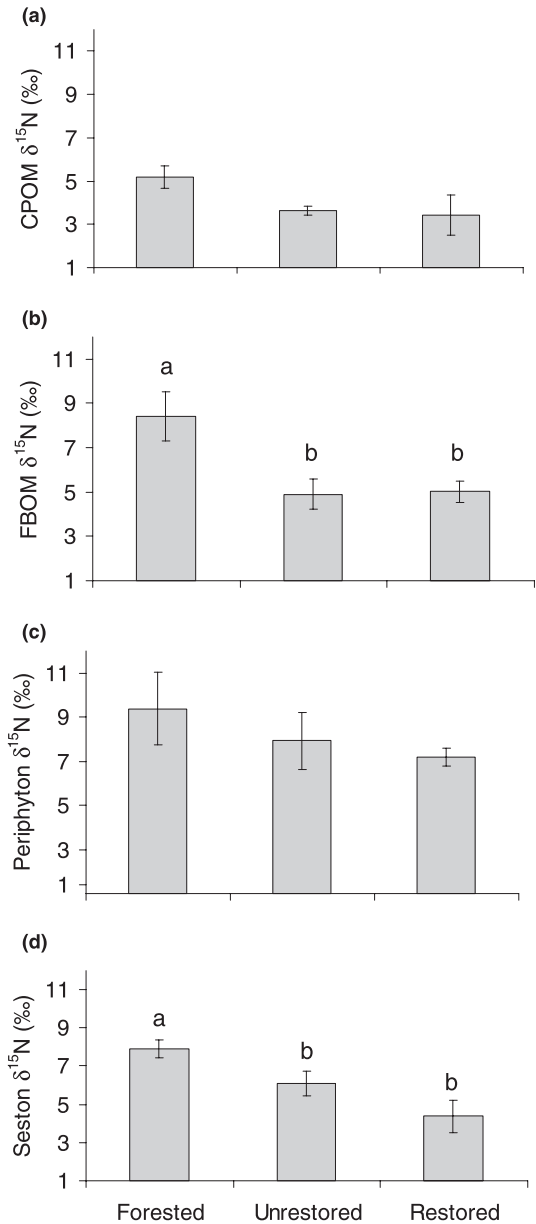 (a)
CPOM δ¹⁵N (‰)
11
9
7
5
3
1
(b)
FBOM δ¹⁵N (‰)
11
9
7
5
3
1
a
b
b
(c)
Periphyton δ¹⁵N (‰)
11
9
7
5
3
1
(d)
Seston δ¹⁵N (‰)
11
9
7
5
3
1
a
b
b
Forested Unrestored Restored